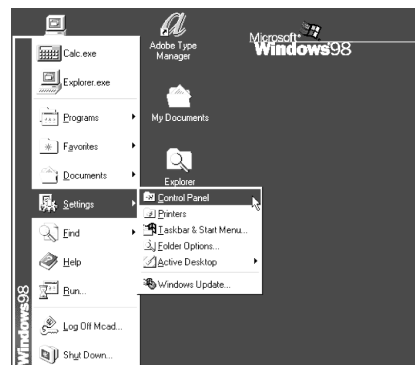 Adobe Type
Manager
Microsoft
Windows98
Calc.exe
Explorer.exe
Programs
My Documents
Favorites
Documents
Explorer
Settings
Control Panel
Printers
Taskbar & Start Menu...
Folder Options...
Active Desktop
Windows Update...
Find
Help
Run...
Log Off Mcad...
Shut Down...
Windows98